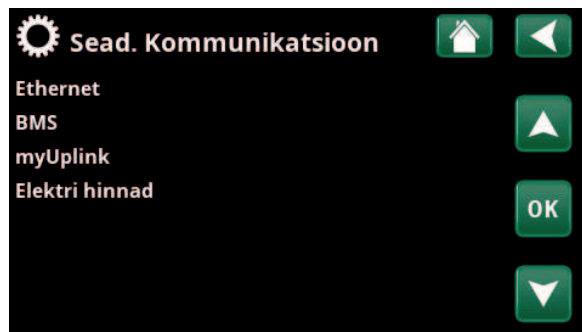 Sead. Kommunikatsioon
Ethernet
BMS
myUplink
Elektri hinnad
OK